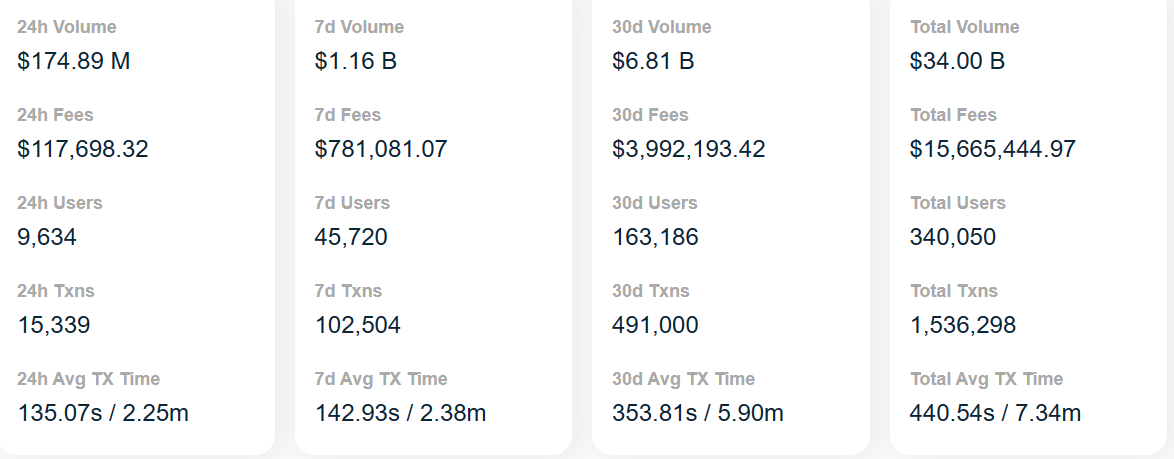 24h Volume
$174.89 M
24h Fees
$117,698.32
24h Users
9,634
24h Txns
15,339
24h Avg TX Time
135.07s / 2.25m
7d Volume
$1.16 B
7d Fees
$781,081.07
7d Users
45,720
7d Txns
102,504
7d Avg TX Time
142.93s / 2.38m
30d Volume
$6.81 B
30d Fees
$3,992,193.42
30d Users
163,186
30d Txns
491,000
30d Avg TX Time
353.81s / 5.90m
Total Volume
$34.00 B
Total Fees
$15,665,444.97
Total Users
340,050
Total Txns
1,536,298
Total Avg TX Time
440.54s / 7.34m